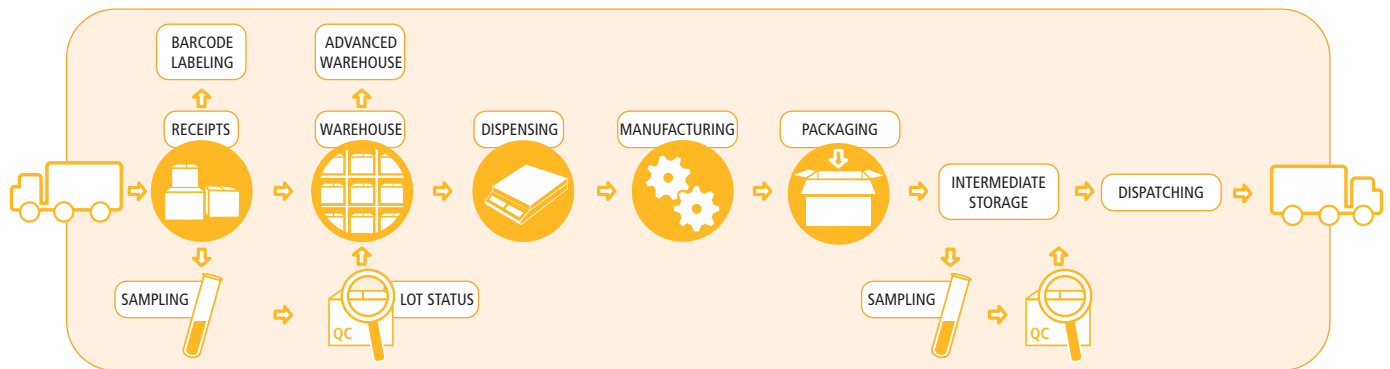 BARCODE
LABELING
ADVANCED
WAREHOUSE
RECEIPTS
WAREHOUSE
DISPENSING
MANUFACTURING
PACKAGING
INTERMEDIATE
STORAGE
DISPATCHING
SAMPLING
QC
LOT STATUS
SAMPLING
QC